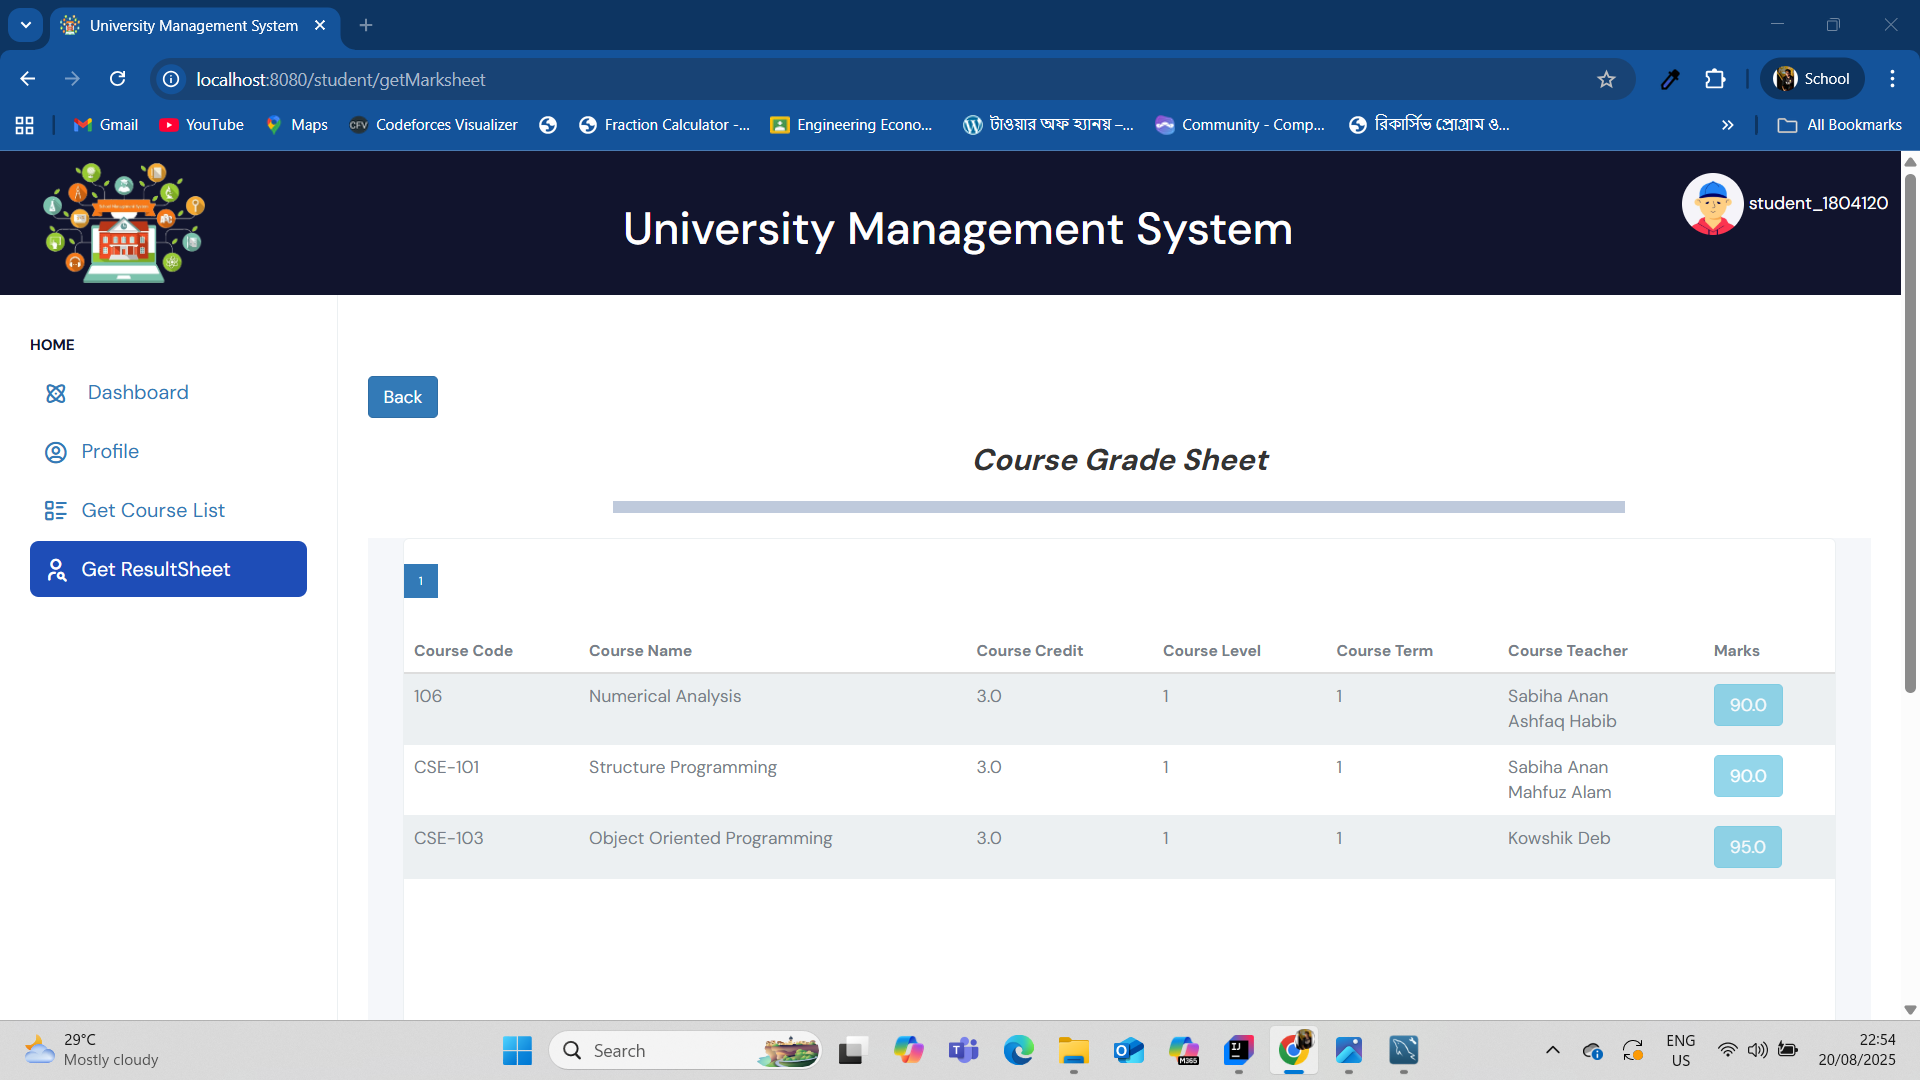 University Management System
localhost:8080/student/getMarksheet
School
Gmail
YouTube
Maps
CFV
Codeforces Visualizer
Fraction Calculator -...
Engineering Econo...
টাওয়ার অফ হ্যানয় –...
Community - Comp...
রিকার্সিভ প্রোগ্রাম ও...
All Bookmarks
University Management System
student_1804120
HOME
Dashboard
Profile
Get Course List
Get ResultSheet
Back
Course Grade Sheet
1
Course Code Course Name Course Credit Course Level Course Term Course Teacher Marks
106 Numerical Analysis 3.0 1 1 Sabiha Anan 90.0
Ashfaq Habib
CSE-101 Structure Programming 3.0 1 1 Sabiha Anan 90.0
Mahfuz Alam
CSE-103 Object Oriented Programming 3.0 1 1 Kowshik Deb 95.0
29°C
Mostly cloudy
Search
M365
IJ
ENG
US
22:54
20/08/2025